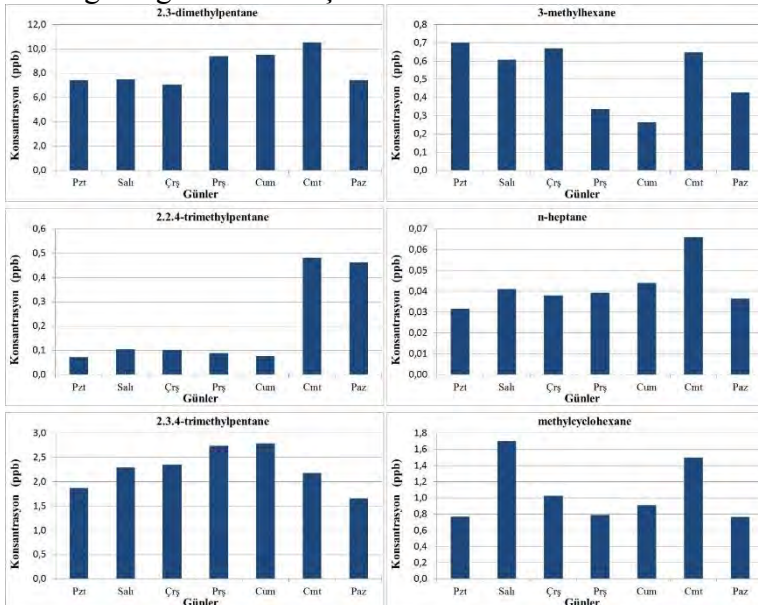 2.3-dimethylpentane
Konsantrasyon (ppb)
12,0
10,0
8,0
6,0
4,0
2,0
0,0
Pzt Salı Çrş Prş Cum Cmt Paz
Günler
3-methylhexane
Konsantrasyon (ppb)
0,8
0,7
0,6
0,5
0,4
0,3
0,2
0,1
0,0
Pzt Salı Çrş Prş Cum Cmt Paz
Günler
2.2.4-trimethylpentane
Konsantrasyon (ppb)
0,6
0,5
0,4
0,3
0,2
0,1
0,0
Pzt Salı Çrş Prş Cum Cmt Paz
Günler
n-heptane
Konsantrasyon (ppb)
0,07
0,06
0,05
0,04
0,03
0,02
0,01
0,00
Pzt Salı Çrş Prş Cum Cmt Paz
Günler
2.3.4-trimethylpentane
Konsantrasyon (ppb)
3,0
2,5
2,0
1,5
1,0
0,5
0,0
Pzt Salı Çrş Prş Cum Cmt Paz
Günler
methylcyclohexane
Konsantrasyon (ppb)
1,8
1,6
1,4
1,2
1,0
0,8
0,6
0,4
0,2
0,0
Pzt Salı Çrş Prş Cum Cmt Paz
Günler